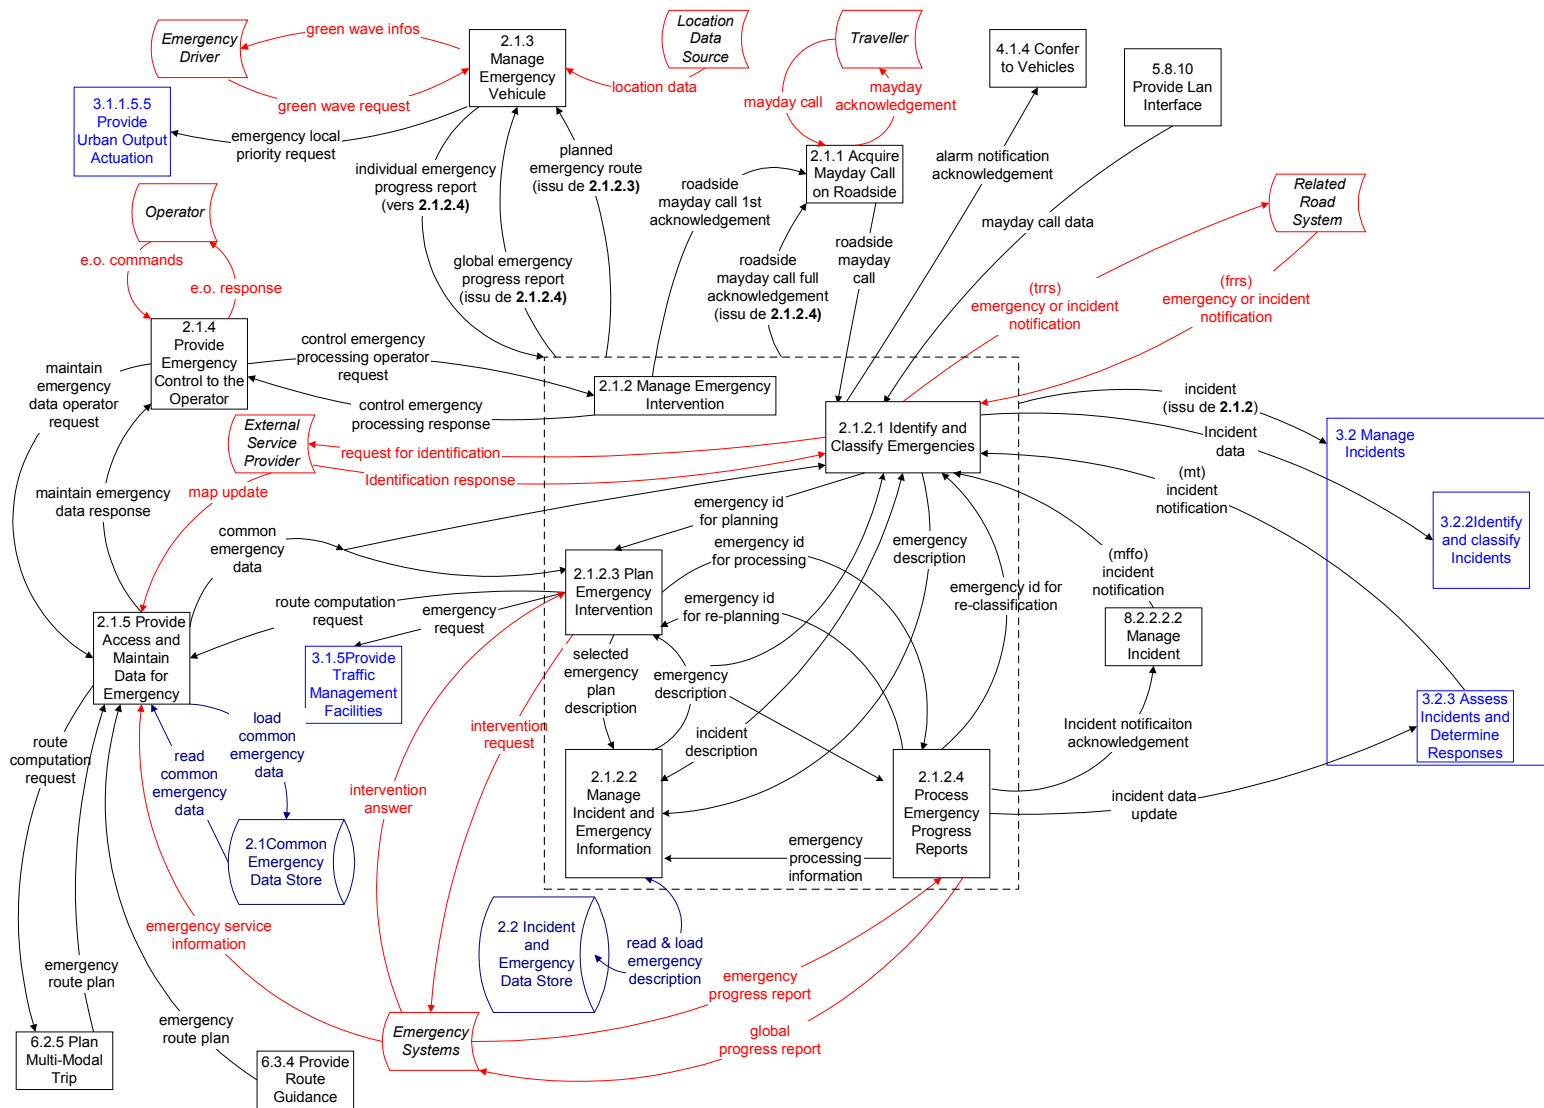 Emergency
Driver
green wave infos
green wave request
2.1.3
Manage
Emergency
Vehicule
Location
Data
Source
location data
Traveller
mayday call
mayday
acknowledgement
4.1.4 Confer
to Vehicles
5.8.10
Provide Lan
Interface
3.1.1.5.5
Provide
Urban Output
Actuation
emergency local
priority request
individual emergency
progress report
(vers 2.1.2.4)
planned
emergency route
(issu de 2.1.2.3)
roadside
mayday call 1st
acknowledgement
2.1.1 Acquire
Mayday Call
on Roadside
alarm notification
acknowledgement
mayday call data
Related
Road
System
Operator
e.o. commands
e.o. response
global emergency
progress report
(issu de 2.1.2.4)
roadside
mayday call full
acknowledgement
(issu de 2.1.2.4)
roadside
mayday
call
(trrs)
emergency or incident
notification
(frrs)
emergency or incident
notification
2.1.4
Provide
Emergency
Control to the
Operator
control emergency
processing operator
request
control emergency
processing response
2.1.2 Manage Emergency
Intervention
maintain
emergency
data operator
request
External
Service
Provider
request for identification
Identification response
map update
2.1.2.1 Identify and
Classify Emergencies
incident
(issu de 2.1.2)
Incident
data
(mt)
incident
notification
3.2 Manage
Incidents
3.2.2Identify
and classify
Incidents
maintain emergency
data response
common
emergency
data
emergency id
for planning
emergency id
for processing
emergency
description
(mffo)
incident
notification
2.1.2.3 Plan
Emergency
Intervention
emergency id
for re-planning
emergency id for
re-classification
route computation
request
emergency
request
2.1.5 Provide
Access and
Maintain
Data for
Emergency
3.1.5Provide
Traffic
Management
Facilities
selected
emergency
plan
description
emergency
description
8.2.2.2.2
Manage
Incident
3.2.3 Assess
Incidents and
Determine
Responses
route
computation
request
read
common
emergency
data
load
common
emergency
data
intervention
request
incident
description
Incident notificaiton
acknowledgement
intervention
answer
2.1.2.2
Manage
Incident and
Emergency
Information
2.1.2.4
Process
Emergency
Progress
Reports
incident data
update
2.1Common
Emergency
Data Store
emergency
processing
information
emergency service
information
2.2 Incident
and
Emergency
Data Store
read & load
emergency
description
emergency
progress report
emergency
route plan
emergency
route plan
Emergency
Systems
global
progress report
6.2.5 Plan
Multi-Modal
Trip
6.3.4 Provide
Route
Guidance